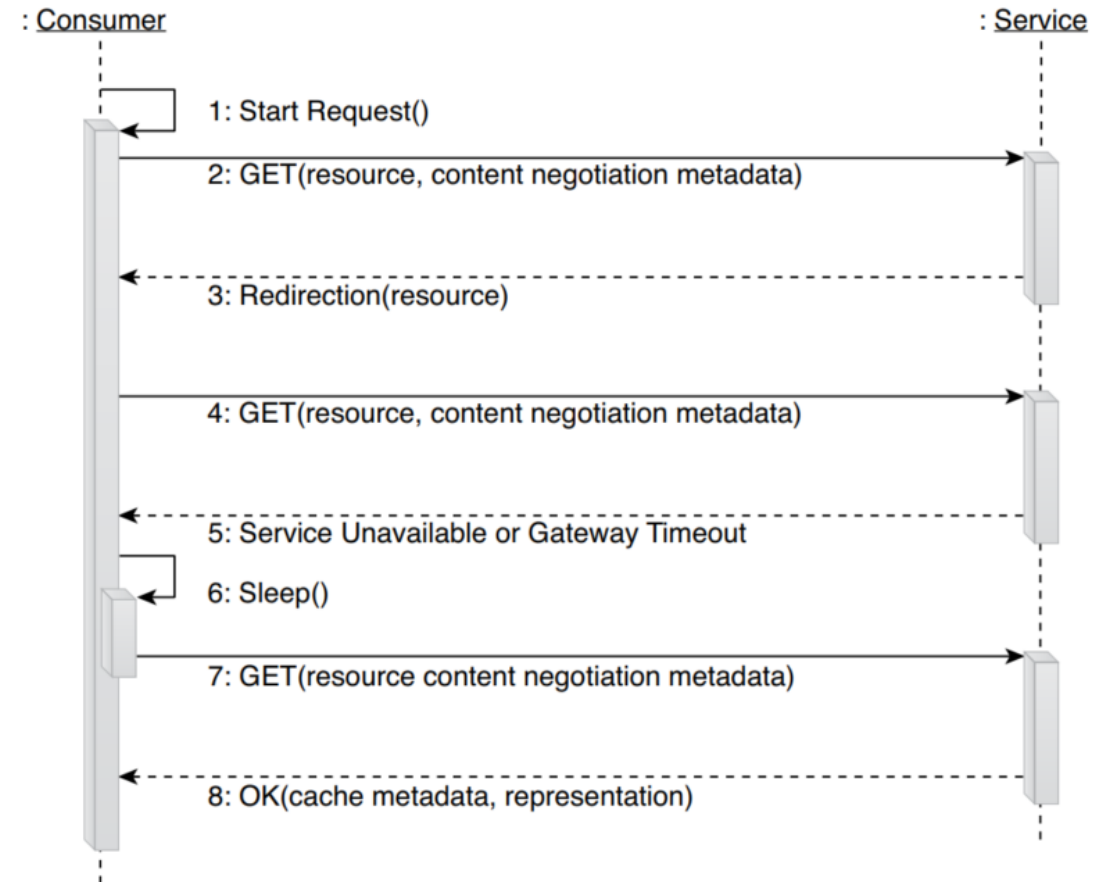 : Consumer
: Service
1: Start Request()
2: GET(resource, content negotiation metadata)
3: Redirection(resource)
4: GET(resource, content negotiation metadata)
5: Service Unavailable or Gateway Timeout
6: Sleep()
7: GET(resource content negotiation metadata)
8: OK(cache metadata, representation)